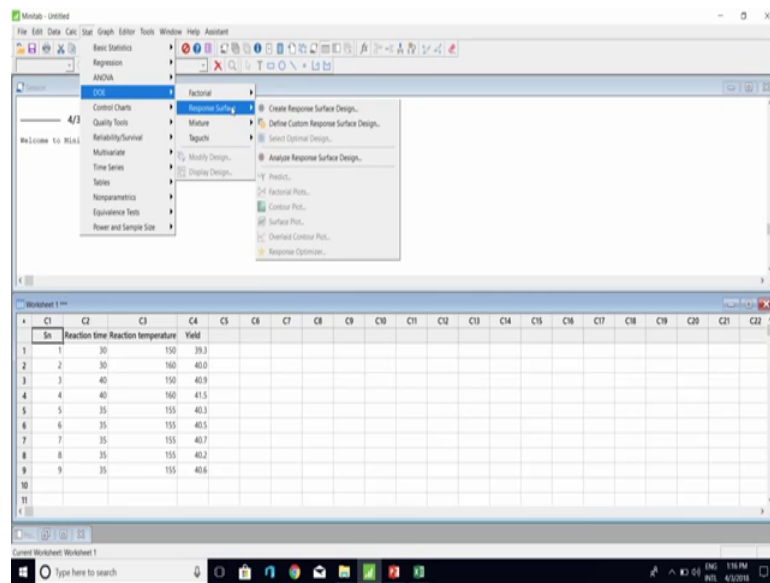 Minitab - Untitled
File Edit Data Calc Stat Graph Editor Tools Window Help Assistant
Basic Statistics
Regression
ANOVA
DOE
Control Charts
Quality Tools
Reliability/Survival
Multivariate
Time Series
Tables
Nonparametrics
Equivalence Tests
Power and Sample Size
Factorial
Response Surface
Mixture
Taguchi
Modify Design...
Display Design...
Create Response Surface Design...
Define Custom Response Surface Design...
Select Optimal Design...
Analyze Response Surface Design...
Predict...
Factorial Plots...
Contour Plot...
Surface Plot...
Overlaid Contour Plot...
Response Optimizer...
4/3
Welcome to Mini
Worksheet 1 ***
C1 C2 C3 C4 C5 C6 C7 C8 C9 C10 C11 C12 C13 C14 C15 C16 C17 C18 C19 C20 C21 C22
Sn Reaction time Reaction temperature Yield
1 1 30 150 39.3
2 2 30 160 40.0
3 3 40 150 40.9
4 4 40 160 41.5
5 5 35 155 40.3
6 6 35 155 40.5
7 7 35 155 40.7
8 8 35 155 40.2
9 9 35 155 40.6
10
11
Current Worksheet: Worksheet 1
Type here to search
ENG 1:16 PM
INTL 4/3/2018